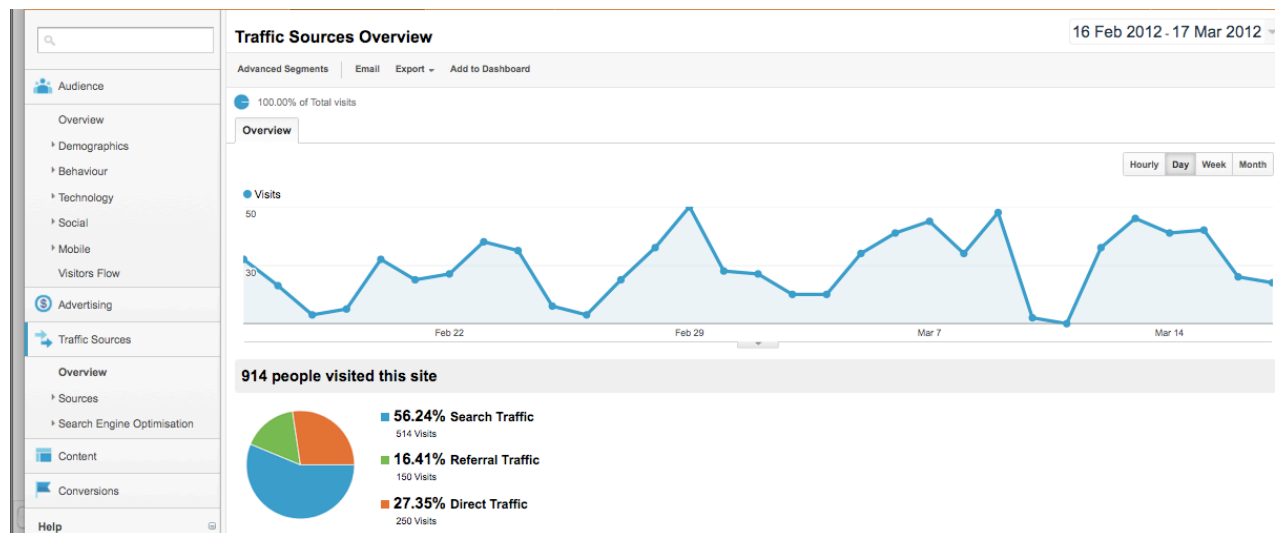 Traffic Sources Overview
16 Feb 2012 - 17 Mar 2012
Advanced Segments
Email
Export
Add to Dashboard
Audience
100.00% of Total visits
Overview
Overview
Demographics
Behaviour
Technology
Social
Mobile
Visitors Flow
Advertising
Traffic Sources
Overview
Sources
Search Engine Optimisation
Content
Conversions
Help
Hourly
Day
Week
Month
Visits
50
30
Feb 22
Feb 29
Mar 7
Mar 14
914 people visited this site
56.24% Search Traffic
514 Visits
16.41% Referral Traffic
150 Visits
27.35% Direct Traffic
250 Visits